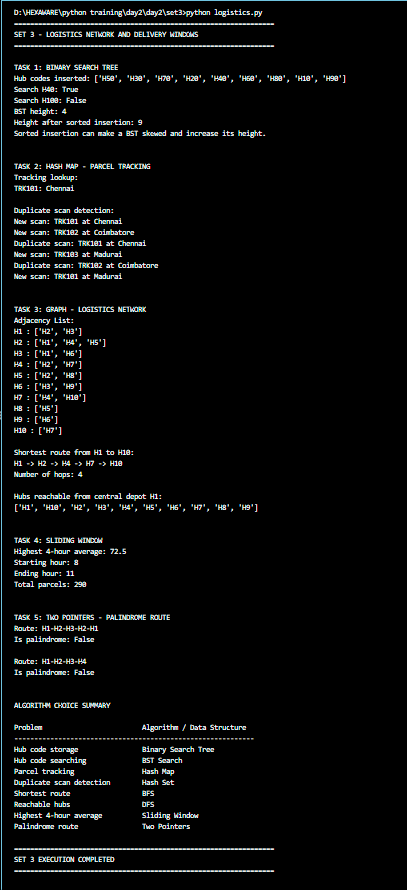 D:\HEXAWARE\python training\day2\day2\set3>python logistics.py
=================================================================
SET 3 - LOGISTICS NETWORK AND DELIVERY WINDOWS
=================================================================
TASK 1: BINARY SEARCH TREE
Hub codes inserted: ['H50', 'H30', 'H70', 'H20', 'H40', 'H60', 'H80', 'H10', 'H90']
Search H40: True
Search H100: False
BST height: 4
Height after sorted insertion: 9
Sorted insertion can make a BST skewed and increase its height.
TASK 2: HASH MAP - PARCEL TRACKING
Tracking lookup:
TRK101: Chennai
Duplicate scan detection:
New scan: TRK101 at Chennai
New scan: TRK102 at Coimbatore
Duplicate scan: TRK101 at Chennai
New scan: TRK103 at Madurai
Duplicate scan: TRK102 at Coimbatore
New scan: TRK101 at Madurai
TASK 3: GRAPH - LOGISTICS NETWORK
Adjacency List:
H1 : ['H2', 'H3']
H2 : ['H1', 'H4', 'H5']
H3 : ['H1', 'H6']
H4 : ['H2', 'H7']
H5 : ['H2', 'H8']
H6 : ['H3', 'H9']
H7 : ['H4', 'H10']
H8 : ['H5']
H9 : ['H6']
H10 : ['H7']
Shortest route from H1 to H10:
H1 -> H2 -> H4 -> H7 -> H10
Number of hops: 4
Hubs reachable from central depot H1:
['H1', 'H10', 'H2', 'H3', 'H4', 'H5', 'H6', 'H7', 'H8', 'H9']
TASK 4: SLIDING WINDOW
Highest 4-hour average: 72.5
Starting hour: 8
Ending hour: 11
Total parcels: 290
TASK 5: TWO POINTERS - PALINDROME ROUTE
Route: H1-H2-H3-H2-H1
Is palindrome: False
Route: H1-H2-H3-H4
Is palindrome: False
ALGORITHM CHOICE SUMMARY
Problem Algorithm / Data Structure
------------------------------------------------------------
Hub code storage Binary Search Tree
Hub code searching BST Search
Parcel tracking Hash Map
Duplicate scan detection Hash Set
Shortest route BFS
Reachable hubs DFS
Highest 4-hour average Sliding Window
Palindrome route Two Pointers
=================================================================
SET 3 EXECUTION COMPLETED
=================================================================